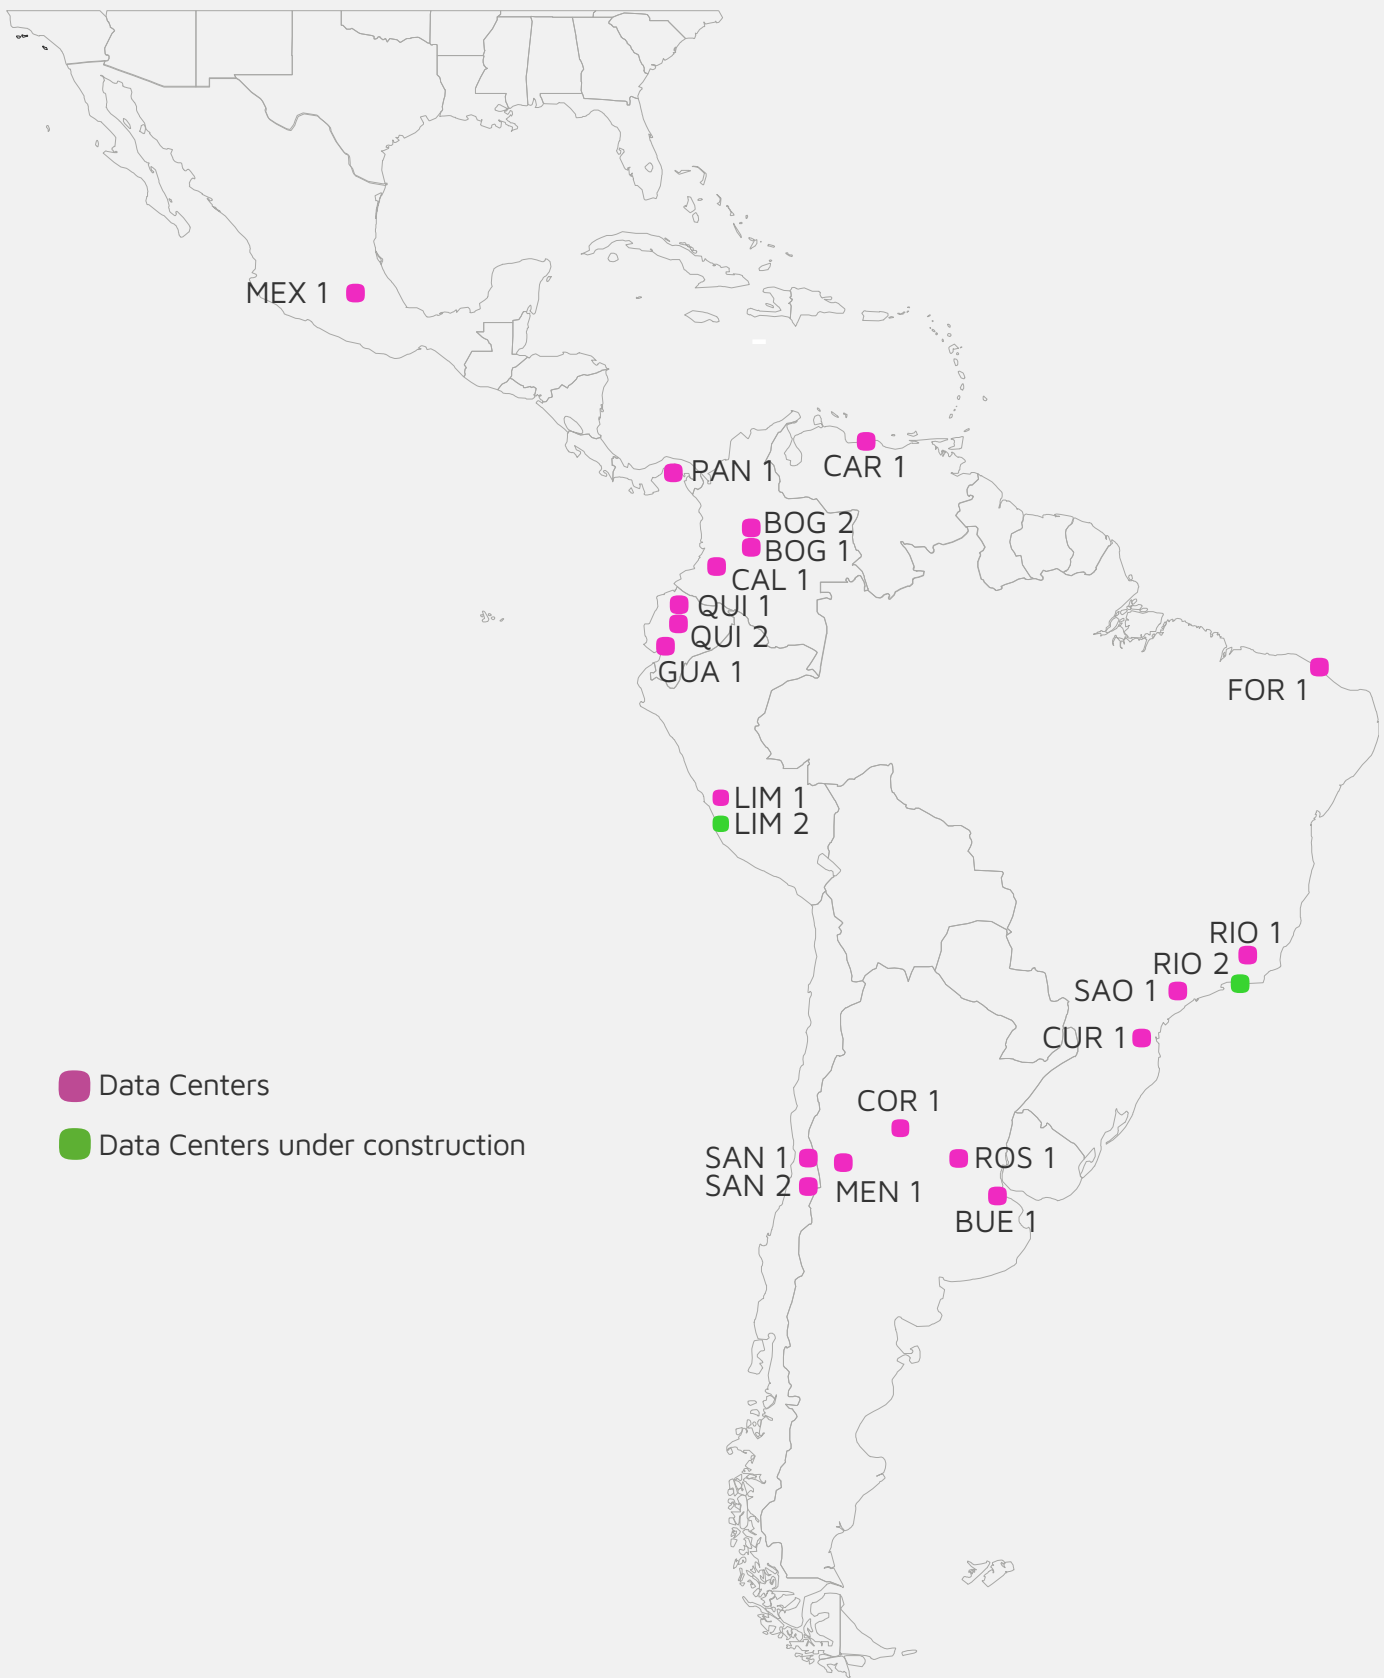 MEX 1
CAR 1
PAN 1
BOG 2
BOG 1
CAL 1
QUI 1
QUI 2
GUA 1
FOR 1
LIM 1
LIM 2
RIO 1
RIO 2
SAO 1
CUR 1
Data Centers
COR 1
Data Centers under construction
SAN 1
ROS 1
SAN 2
MEN 1
BUE 1